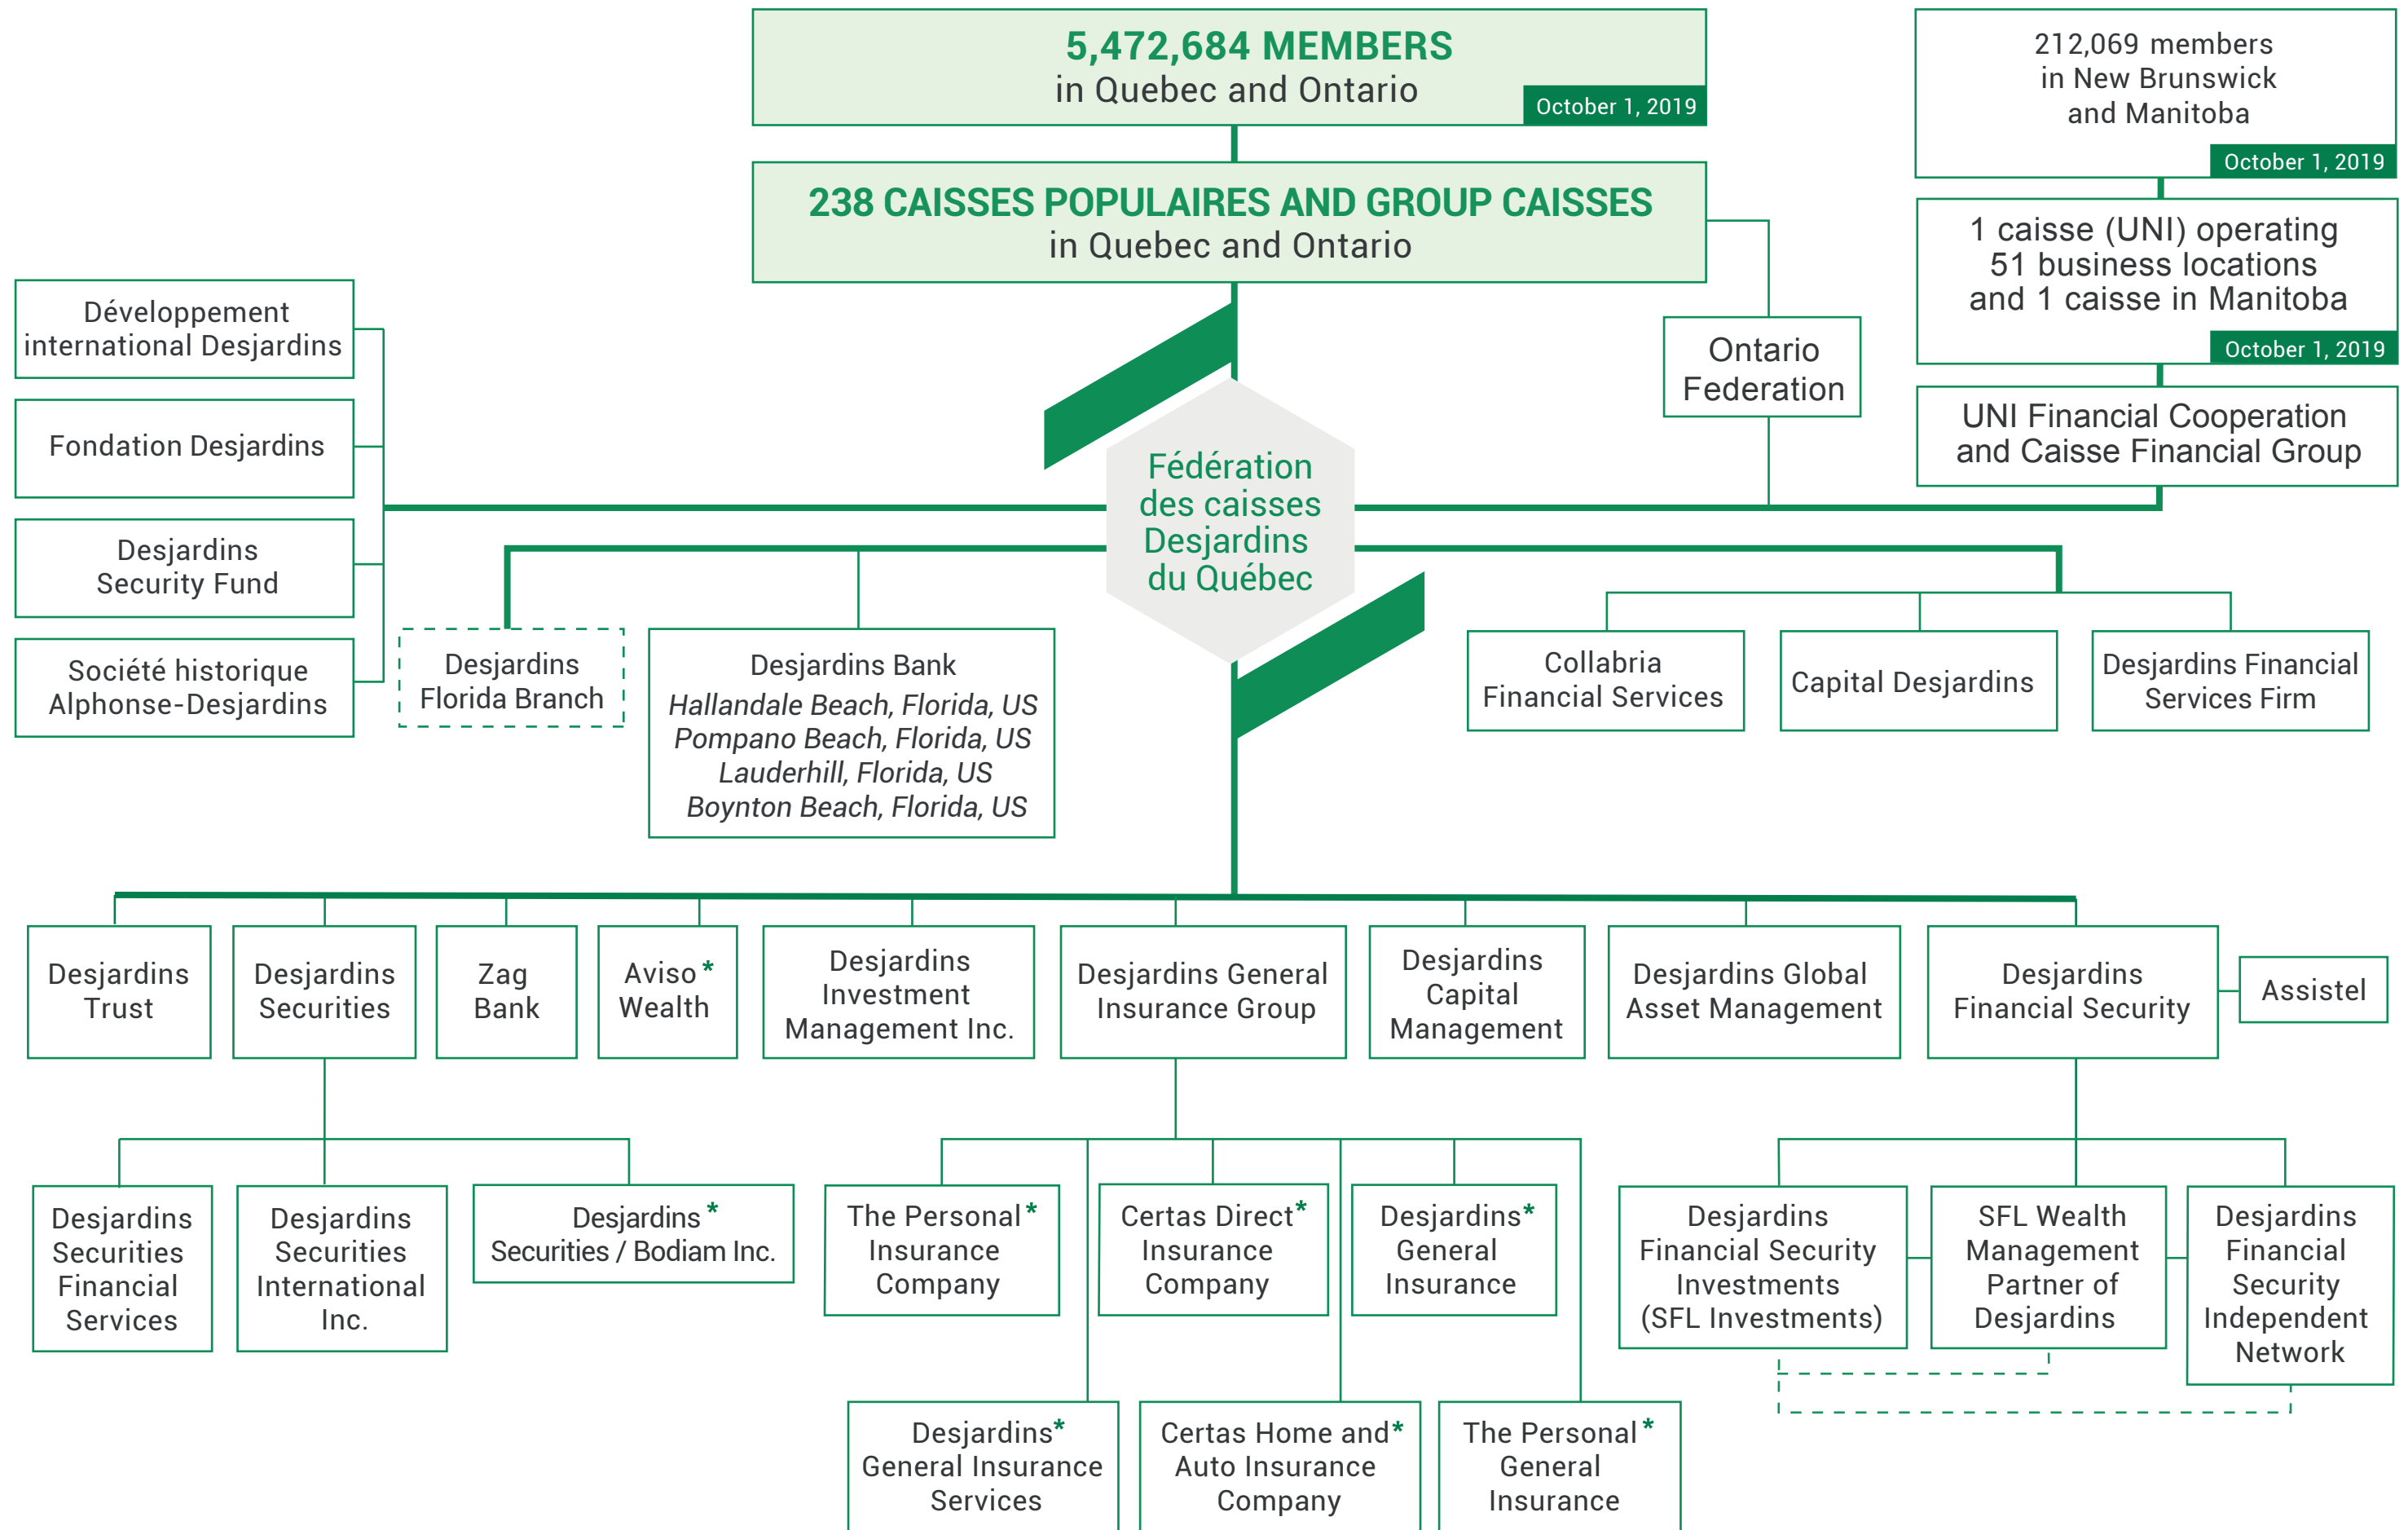 5,472,684 MEMBERS
in Quebec and Ontario
October 1, 2019
212,069 members
in New Brunswick
and Manitoba
October 1, 2019
238 CAISSES POPULAIRES AND GROUP CAISSES
in Quebec and Ontario
1 caisse (UNI) operating
51 business locations
and 1 caisse in Manitoba
October 1, 2019
Ontario
Federation
UNI Financial Cooperation
and Caisse Financial Group
Développement
international Desjardins
Fondation Desjardins
Desjardins
Security Fund
Société historique
Alphonse-Desjardins
Fédération
des caisses
Desjardins
du Québec
Desjardins
Florida Branch
Desjardins Bank
Hallandale Beach, Florida, US
Pompano Beach, Florida, US
Lauderhill, Florida, US
Boynton Beach, Florida, US
Collabria
Financial Services
Capital Desjardins
Desjardins Financial
Services Firm
Desjardins
Trust
Desjardins
Securities
Zag
Bank
Aviso*
Wealth
Desjardins
Investment
Management Inc.
Desjardins General
Insurance Group
Desjardins
Capital
Management
Desjardins Global
Asset Management
Desjardins
Financial Security
Assistel
Desjardins
Securities
Financial
Services
Desjardins
Securities
International
Inc.
Desjardins *
Securities / Bodiam Inc.
The Personal*
Insurance
Company
Certas Direct*
Insurance
Company
Desjardins*
General
Insurance
Desjardins
Financial Security
Investments
(SFL Investments)
SFL Wealth
Management
Partner of
Desjardins
Desjardins
Financial
Security
Independent
Network
Desjardins*
General Insurance
Services
Certas Home and*
Auto Insurance
Company
The Personal*
General
Insurance